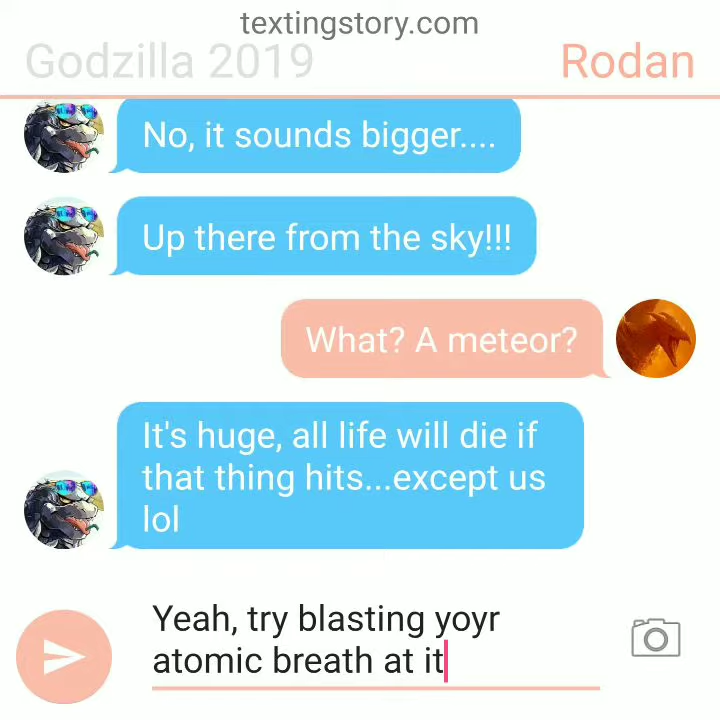 textingstory.com
Godzilla 2019
Rodan
No, it sounds bigger....
Up there from the sky!!!
What? A meteor?
It's huge, all life will die if
that thing hits...except us
lol
Yeah, try blasting yoyr
atomic breath at it